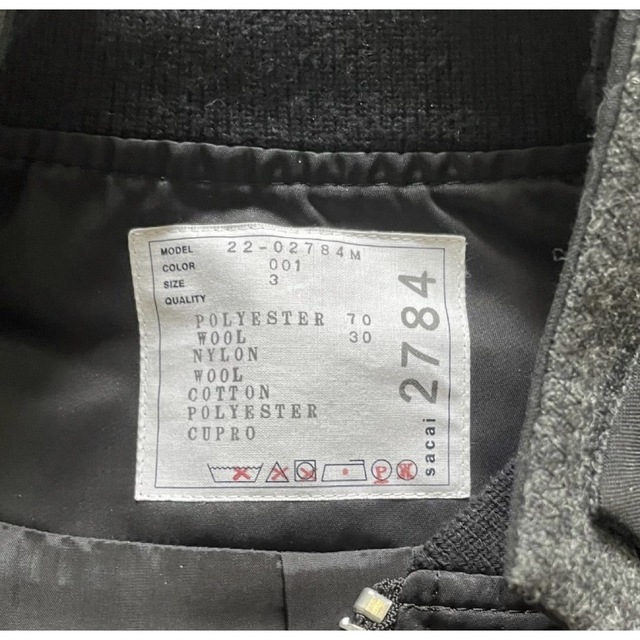 MODEL 22-02784M
COLOR 001
SIZE 3
QUALITY
POLYESTER 70
WOOL 30
NYLON
WOOL
COTTON
POLYESTER
CUPRO
sacai 2784
P W